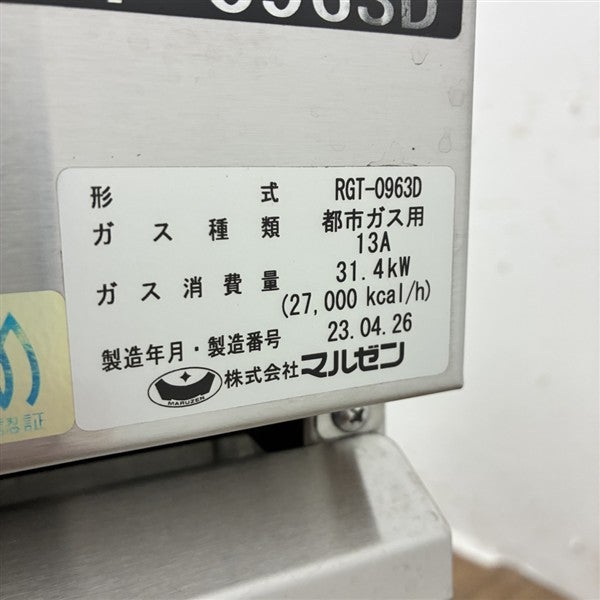 0963D
形式 RGT-0963D
ガス種類 都市ガス用
13A
ガス消費量 31.4kW
(27,000 kcal/h)
製造年月・製造番号 23.04.26
MARUZEN 株式会社マルゼン
証